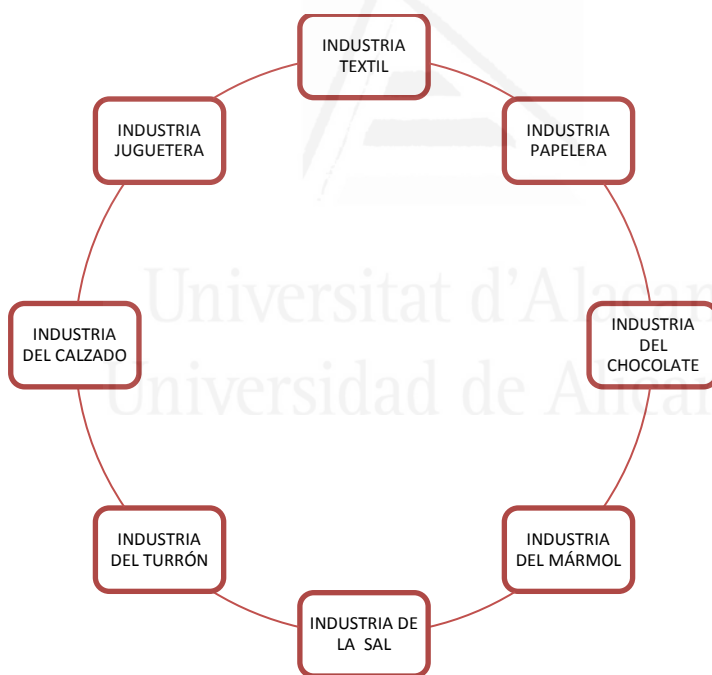 INDUSTRIA
TEXTIL
INDUSTRIA
PAPELERA
INDUSTRIA
DEL
CHOCOLATE
INDUSTRIA
DEL MÁRMOL
INDUSTRIA DE
LA SAL
INDUSTRIA
DEL TURRÓN
INDUSTRIA
DEL CALZADO
INDUSTRIA
JUGUETERA
Universitat d'Alacan
Universidad de Alican